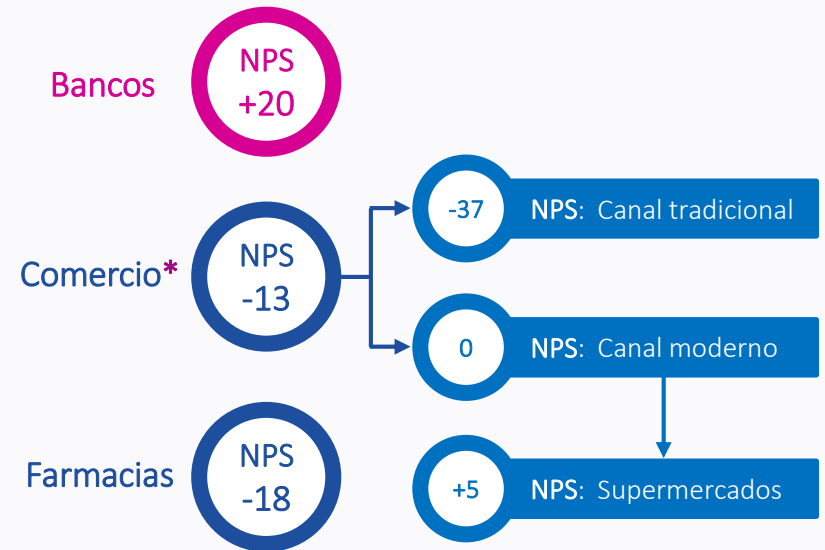 Bancos
NPS
+20
Comercio*
NPS
-13
-37
NPS: Canal tradicional
0
NPS: Canal moderno
Farmacias
NPS
-18
+5
NPS: Supermercados